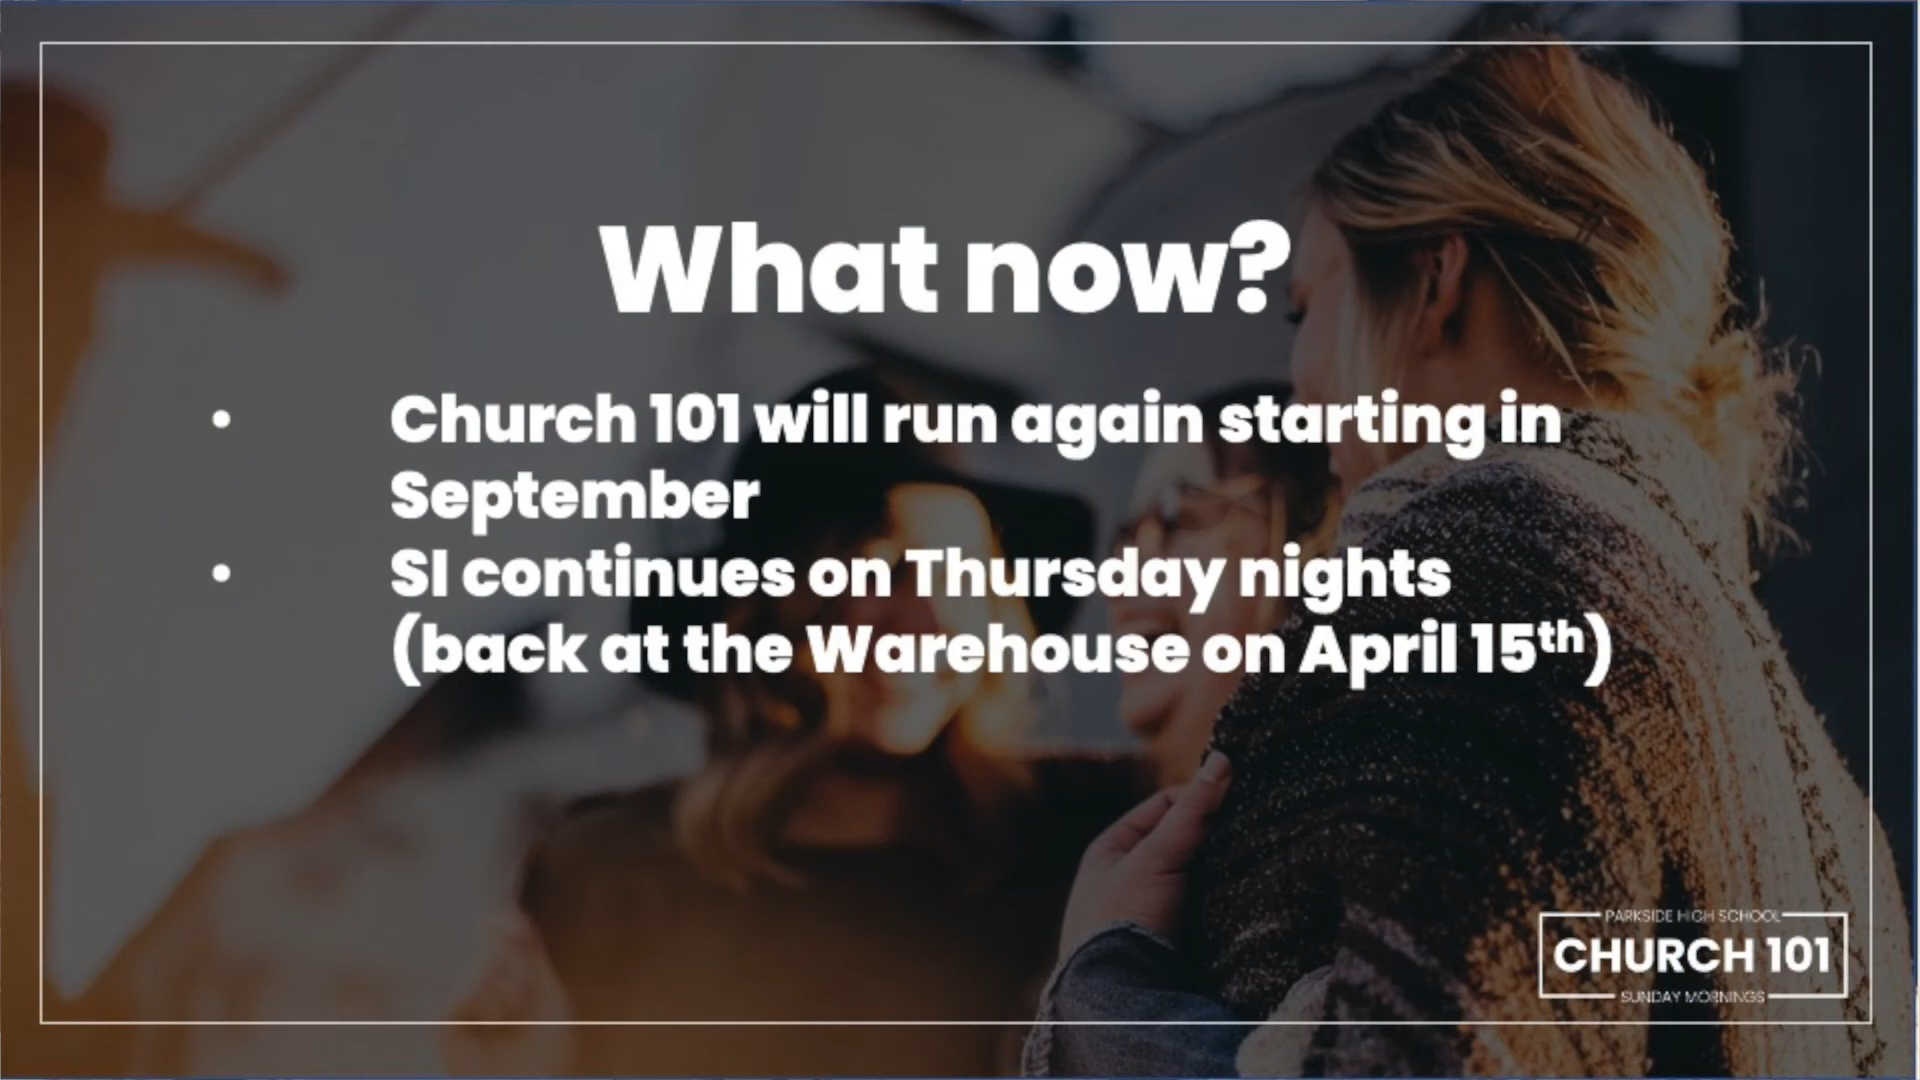 What now?
• Church 101 will run again starting in
September
• SI continues on Thursday nights
(back at the Warehouse on April 15th)
PARKSIDE HIGH SCHOOL
CHURCH 101
SUNDAY MORNINGS